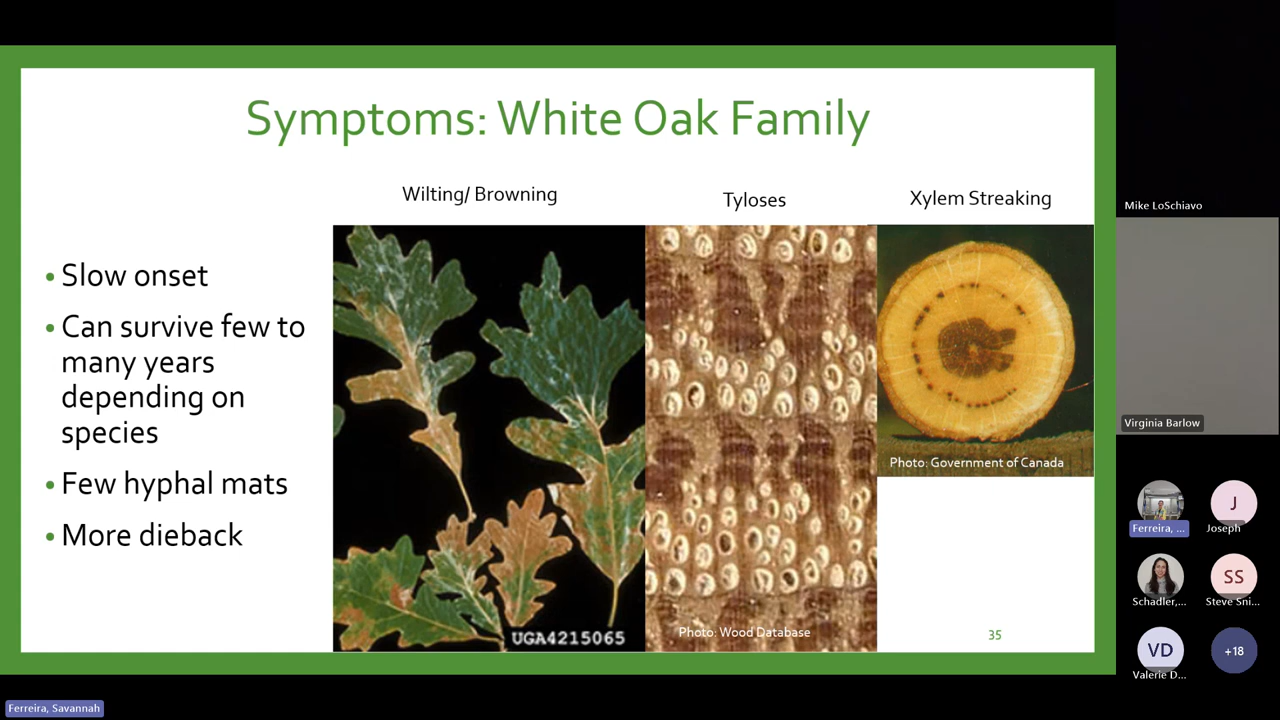 Symptoms: White Oak Family
Wilting/ Browning
Tyloses
Xylem Streaking
• Slow onset
• Can survive few to
many years
depending on
species
• Few hyphal mats
• More dieback
UGA4215065
Photo: Wood Database
Photo: Government of Canada
35
Mike LoSchiavo
Virginia Barlow
Ferreira, ...
J
Joseph
Schadler,...
SS
Steve Sni...
VD
Valerie D...
+18
Ferreira, Savannah